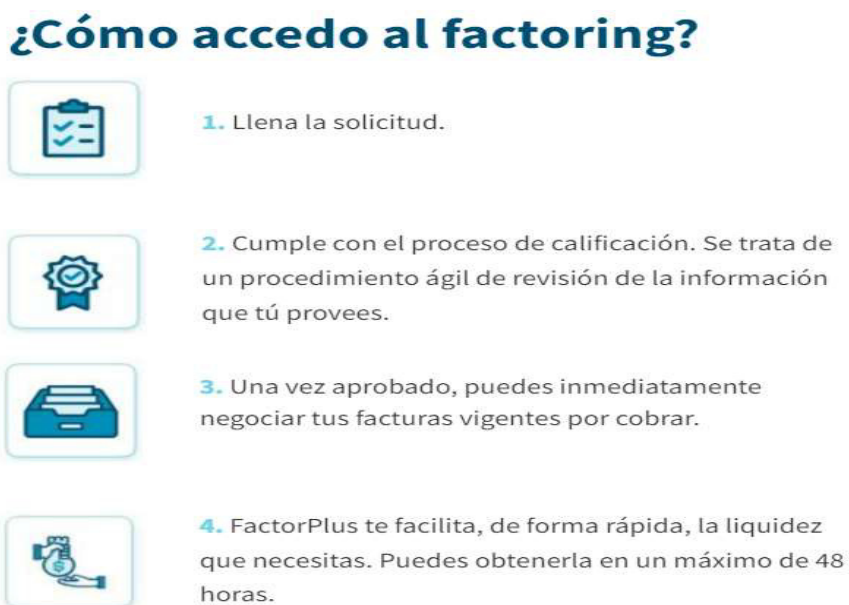 ¿Cómo accedo al factoring?
1. Llena la solicitud.
2. Cumple con el proceso de calificación. Se trata de
un procedimiento ágil de revisión de la información
que tú provees.
3. Una vez aprobado, puedes inmediatamente
negociar tus facturas vigentes por cobrar.
4. FactorPlus te facilita, de forma rápida, la liquidez
que necesitas. Puedes obtenerla en un máximo de 48
horas.